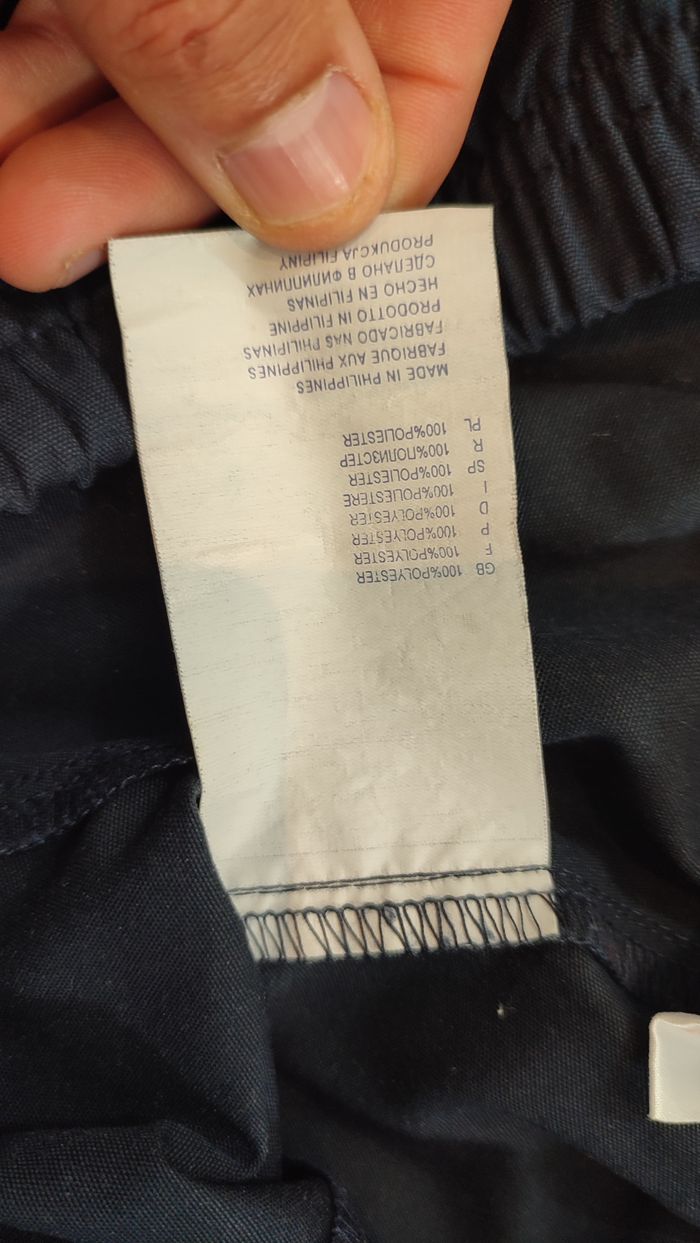 GB 100%POLYESTER
F 100%POLYESTER
P 100%POLYESTER
D 100%POLYESTER
I 100%POLIESTERE
SP 100%POLIESTER
R 100%ПОЛИЭСТЕР
PL 100%POLIESTER
MADE IN PHILIPPINES
FABRIQUE AUX PHILIPPINES
FABRICADO NAS PHILIPINAS
PRODOTTO IN FILIPPINE
HECHO EN FILIPINAS
СДЕЛАНО В ФИЛИППИНАХ
PRODUKCJA FILIPINY